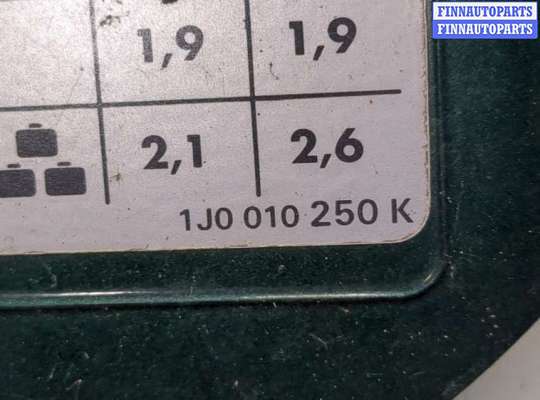 FINNAUTOPARTS
FINNAUTOPARTS
1,9 1,9
2,1 2,6
1J0 010 250 K